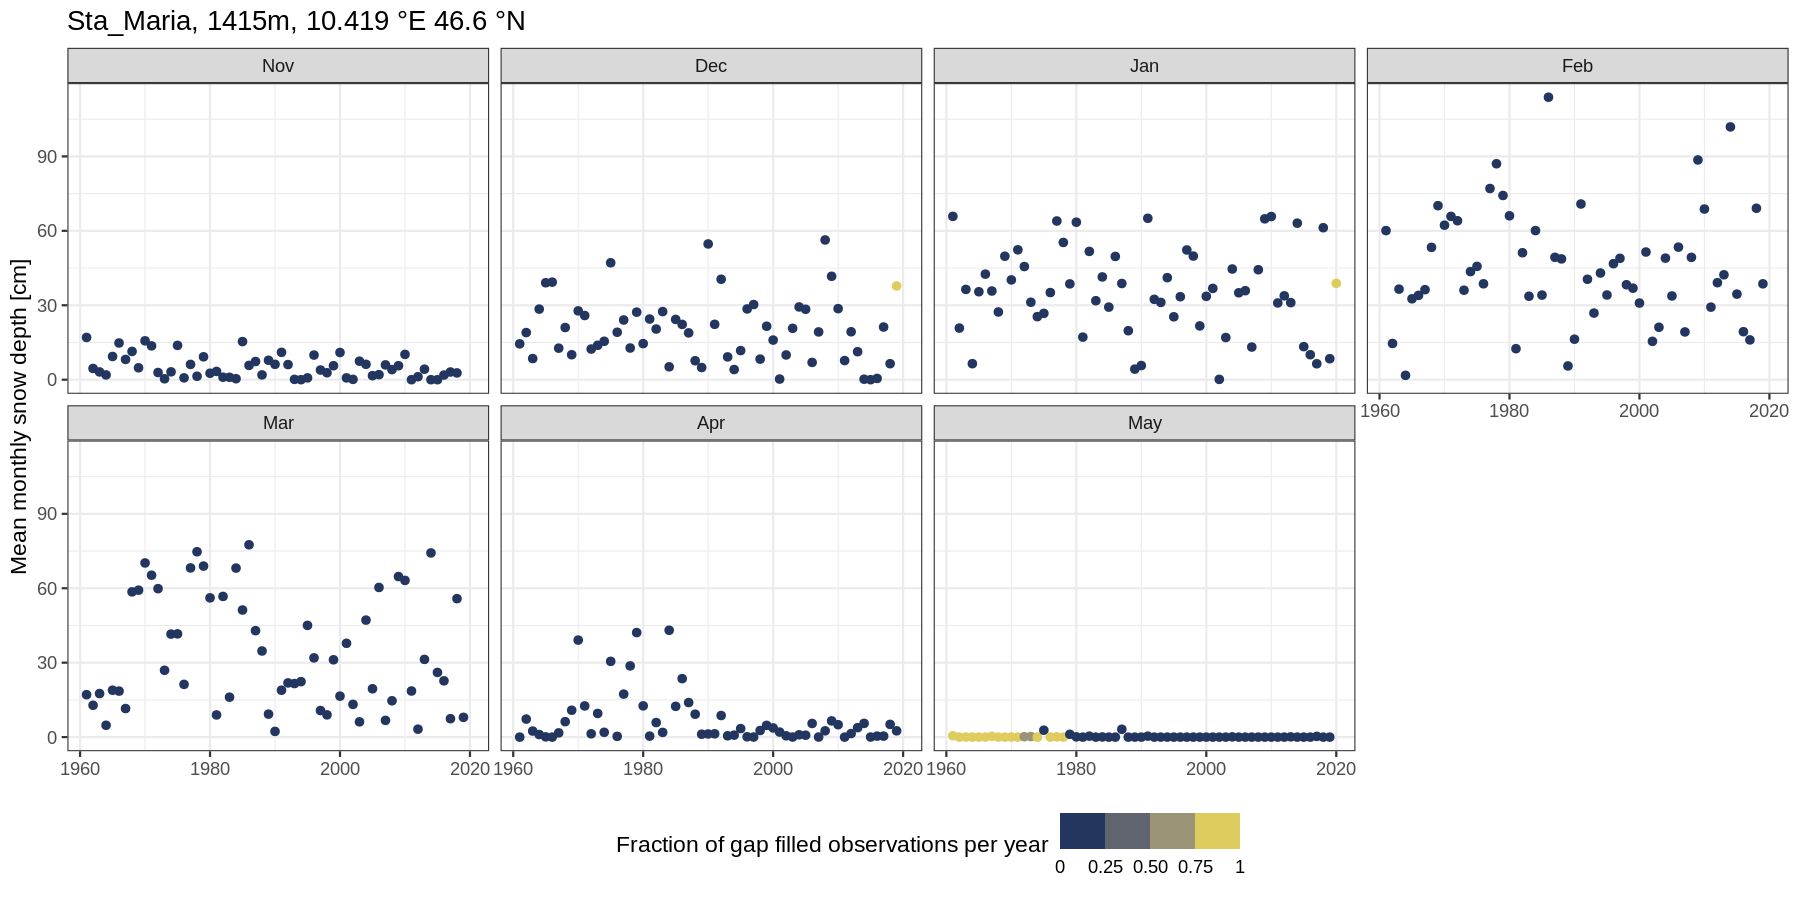 Sta_Maria, 1415m, 10.419 °E 46.6 °N
Nov
Dec
Jan
Feb
90
60
30
0
1960 1980 2000 2020
Mean monthly snow depth [cm]
Mar
Apr
May
90
60
30
0
1960 1980 2000 2020
1960 1980 2000 2020
1960 1980 2000 2020
Fraction of gap filled observations per year
0 0.25 0.50 0.75 1